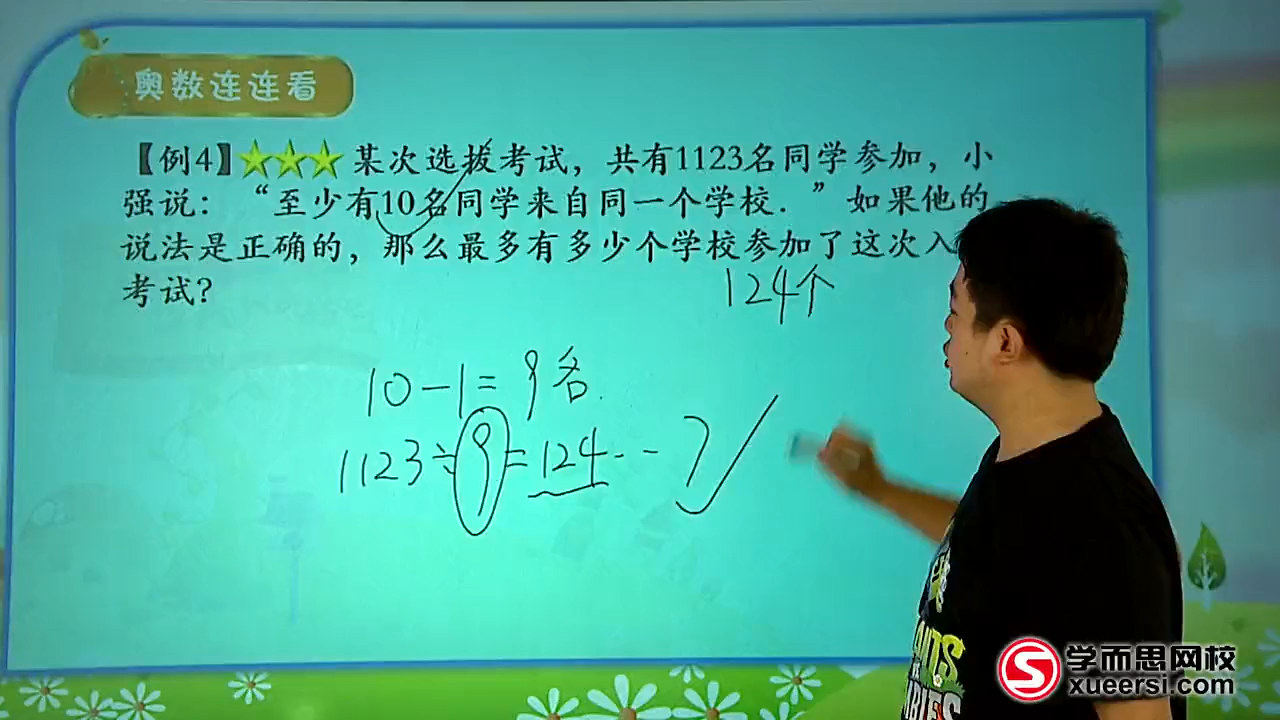 奥数连连看
【例4】★★★ 某次选拔考试，共有1123名同学参加，小
强说：“至少有10名同学来自同一个学校．”如果他的
说法是正确的，那么最多有多少个学校参加了这次入
考试？
124个
10-1=9名
1123÷9=124--7
学而思网校
xueersi.com